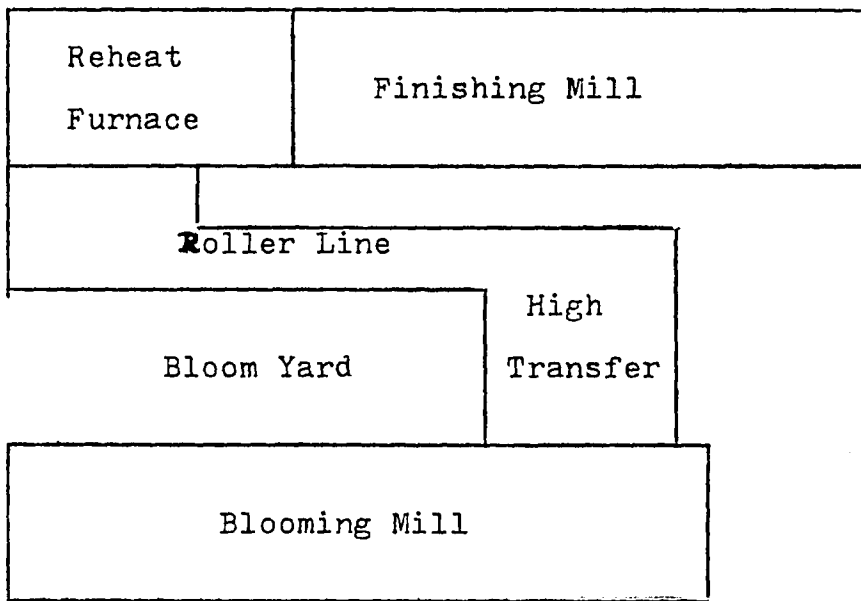 Reheat
Furnace
Finishing Mill
Roller Line
High
Transfer
Bloom Yard
Blooming Mill